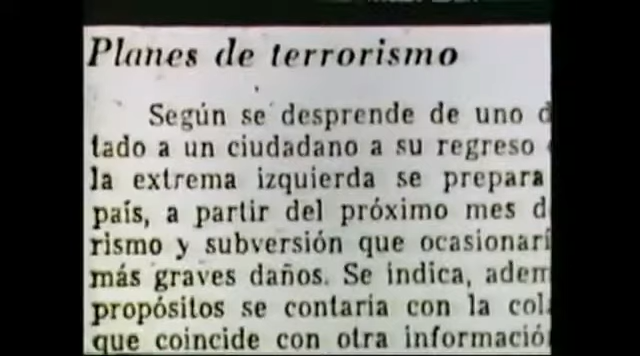 Planes de terrorismo
Según se desprende de uno d
tado a un ciudadano a su regreso
la extrema izquierda se prepara
país, a partir del próximo mes d
rismo y subversión que ocasionarí
más graves daños. Se indica, adem
propósitos se contaría con la col
que coincide con otra informació